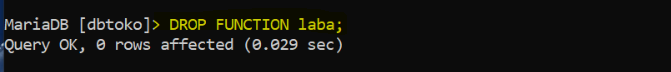 MariaDB [dbtoko]> DROP FUNCTION laba;
Query OK, 0 rows affected (0.029 sec)